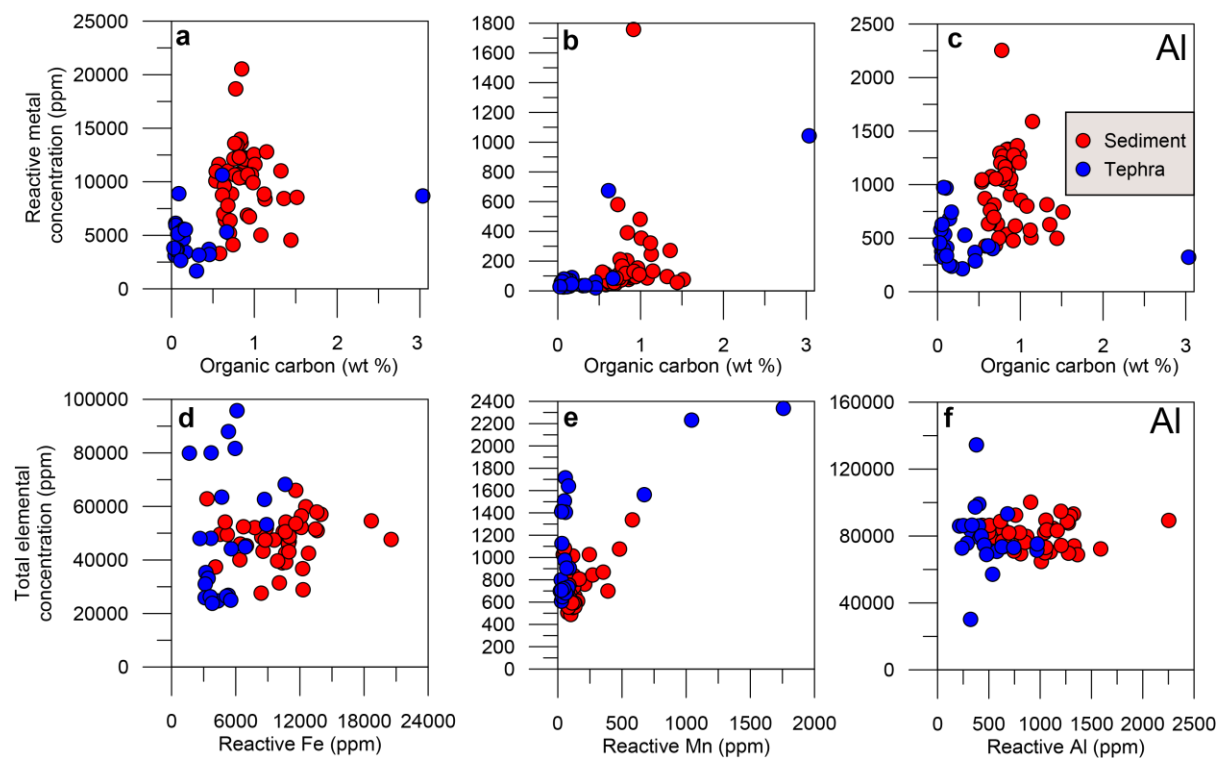 a
25000
20000
15000
10000
5000
0
Reactive metal
concentration (ppm)
0 1 2 3
Organic carbon (wt %)
b
1800
1600
1400
1200
1000
800
600
400
200
0
0 1 2 3
Organic carbon (wt %)
c Al
2500
2000
1500
1000
500
0
Sediment
Tephra
0 1 2 3
Organic carbon (wt %)
d
100000
80000
60000
40000
20000
0
Total elemental
concentration (ppm)
0 6000 12000 18000 24000
Reactive Fe (ppm)
e
2400
2200
2000
1800
1600
1400
1200
1000
800
600
400
200
0
0 500 1000 1500 2000
Reactive Mn (ppm)
f Al
160000
120000
80000
40000
0
0 500 1000 1500 2000 2500
Reactive Al (ppm)